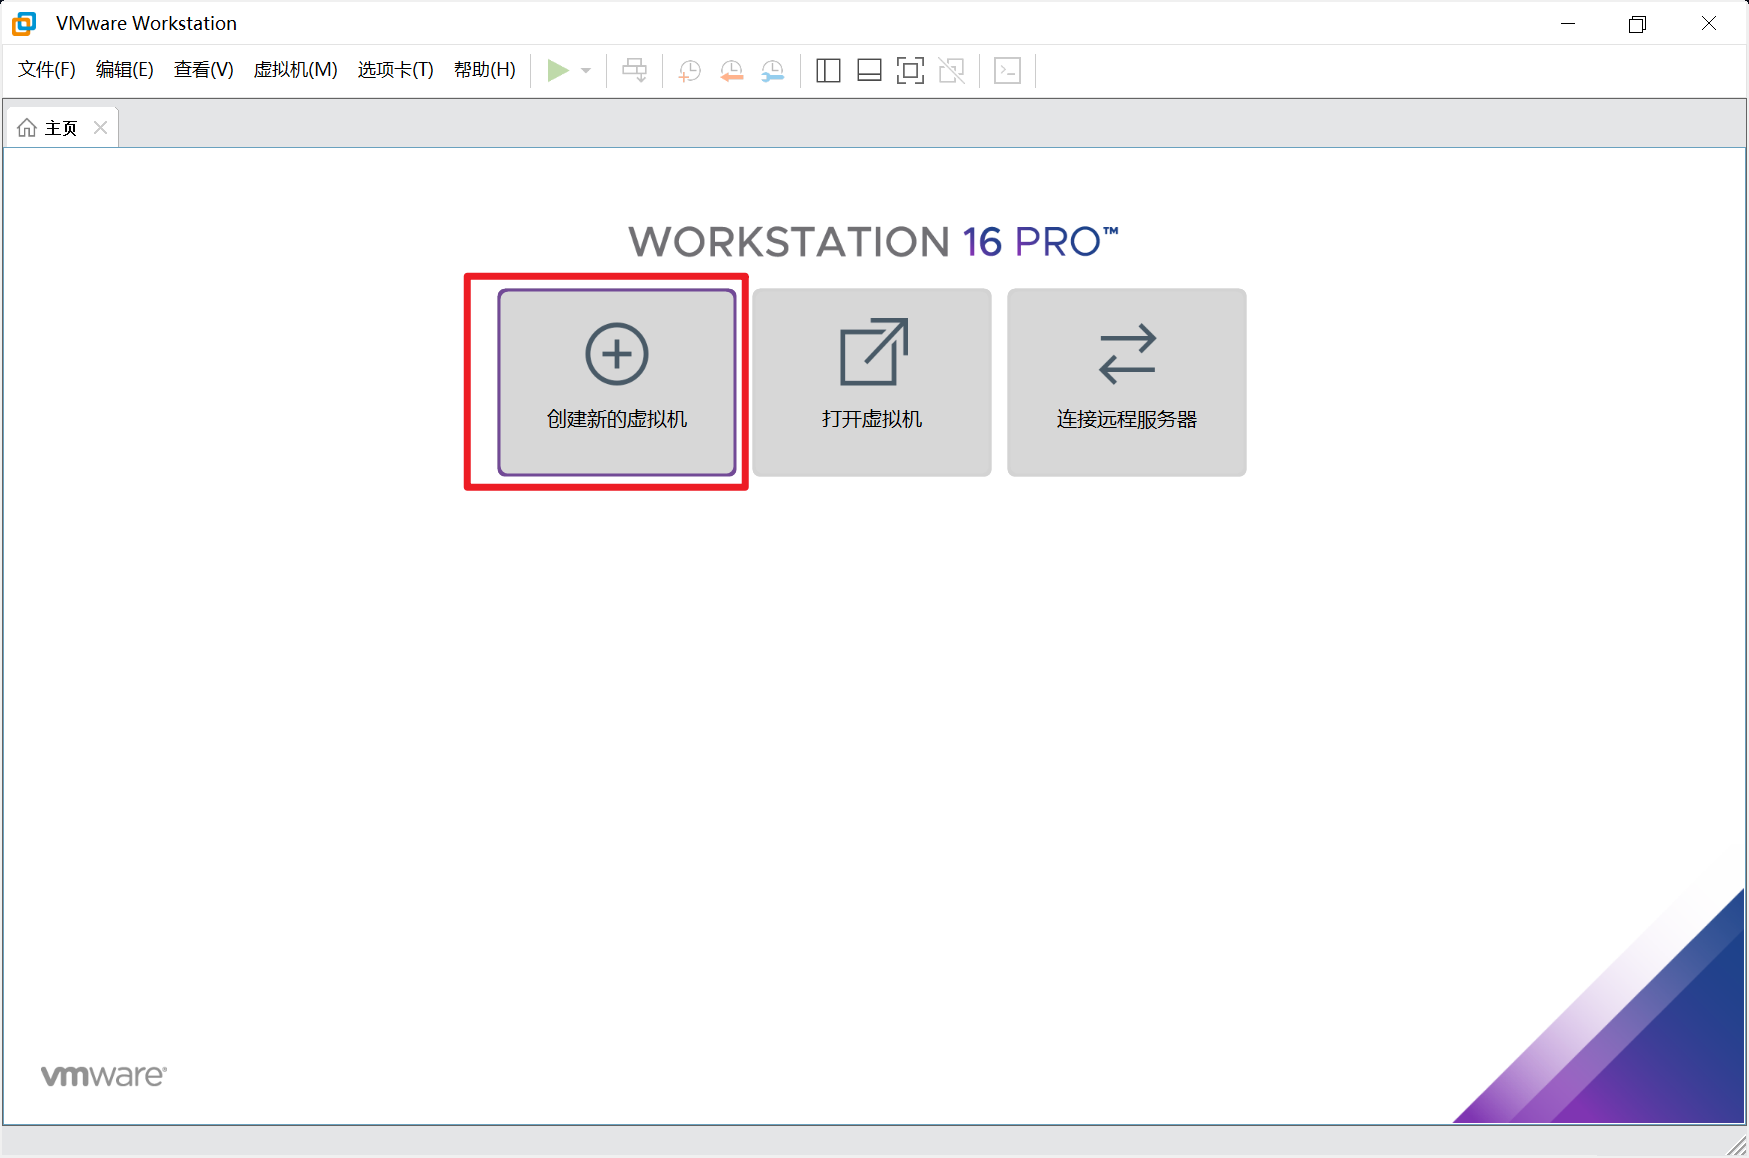 VMware Workstation
文件(F) 编辑(E) 查看(V) 虚拟机(M) 选项卡(T) 帮助(H)
主页
WORKSTATION 16 PRO™
创建新的虚拟机 打开虚拟机 连接远程服务器
vmware®